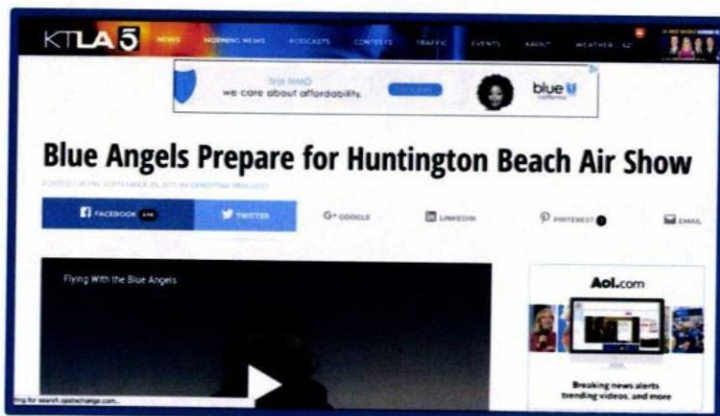 KTLA 5 NEWS MORNING NEWS PODCASTS CONTESTS TRAFFIC EVENTS ABOUT WEATHER
we care about affordability.
blue
california
Blue Angels Prepare for Huntington Beach Air Show
FACEBOOK TWITTER G+ GOOGLE LINKEDIN PINTEREST EMAIL
Flying With the Blue Angels
Aol.com
Breaking news alerts
trending videos, and more